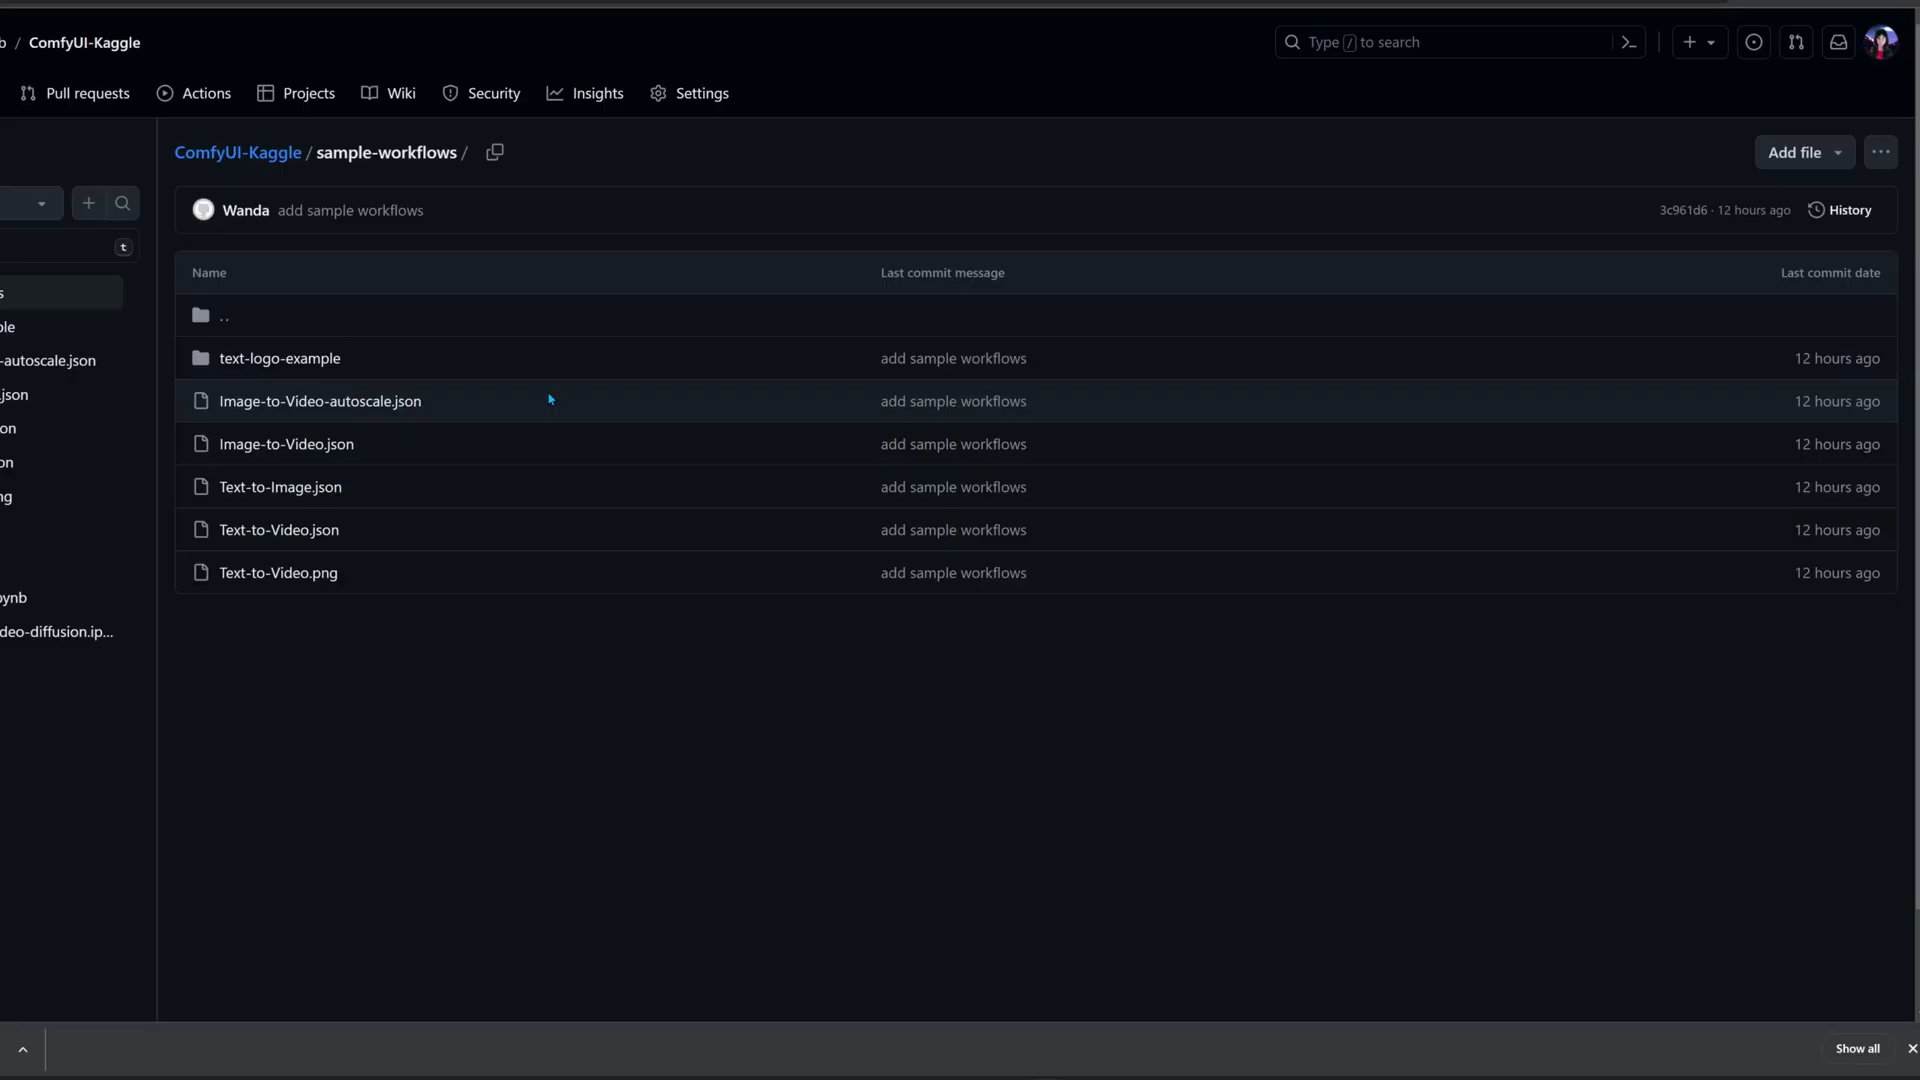 b / ComfyUI-Kaggle
Type / to search
Pull requests
Actions
Projects
Wiki
Security
Insights
Settings
ComfyUI-Kaggle / sample-workflows /
Add file
t
s
ple
-autoscale.json
.json
on
on
ng
ynb
deo-diffusion.ip...
Wanda add sample workflows
3c961d6 · 12 hours ago
History
Name Last commit message Last commit date
..
text-logo-example add sample workflows 12 hours ago
Image-to-Video-autoscale.json add sample workflows 12 hours ago
Image-to-Video.json add sample workflows 12 hours ago
Text-to-Image.json add sample workflows 12 hours ago
Text-to-Video.json add sample workflows 12 hours ago
Text-to-Video.png add sample workflows 12 hours ago
Show all